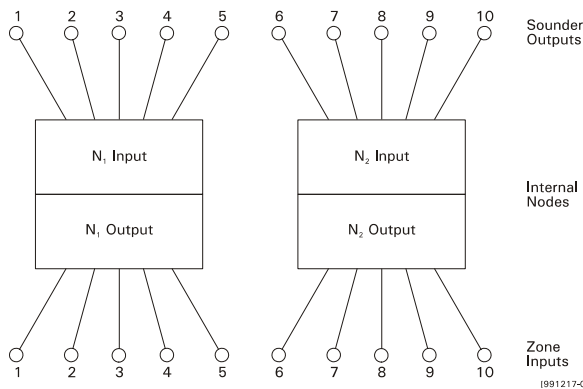 1 2 3 4 5 6 7 8 9 10
Sounder
Outputs
N₁ Input
N₂ Input
Internal
Nodes
N₁ Output
N₂ Output
Zone
Inputs
1 2 3 4 5 6 7 8 9 10